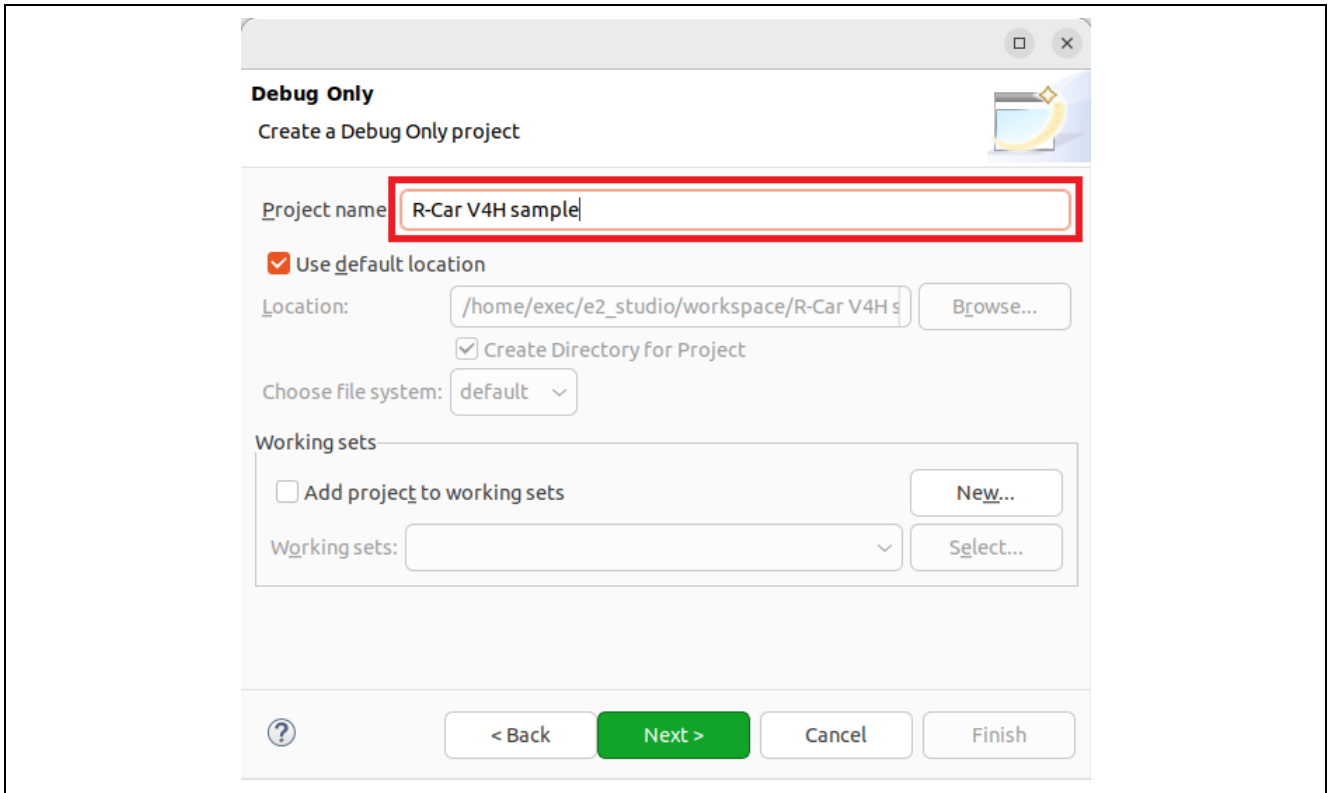 Debug Only
Create a Debug Only project
Project name: R-Car V4H sample
Use default location
Location: /home/exec/e2_studio/workspace/R-Car V4H s Browse...
Create Directory for Project
Choose file system: default
Working sets
Add project to working sets New...
Working sets: Select...
? < Back Next > Cancel Finish